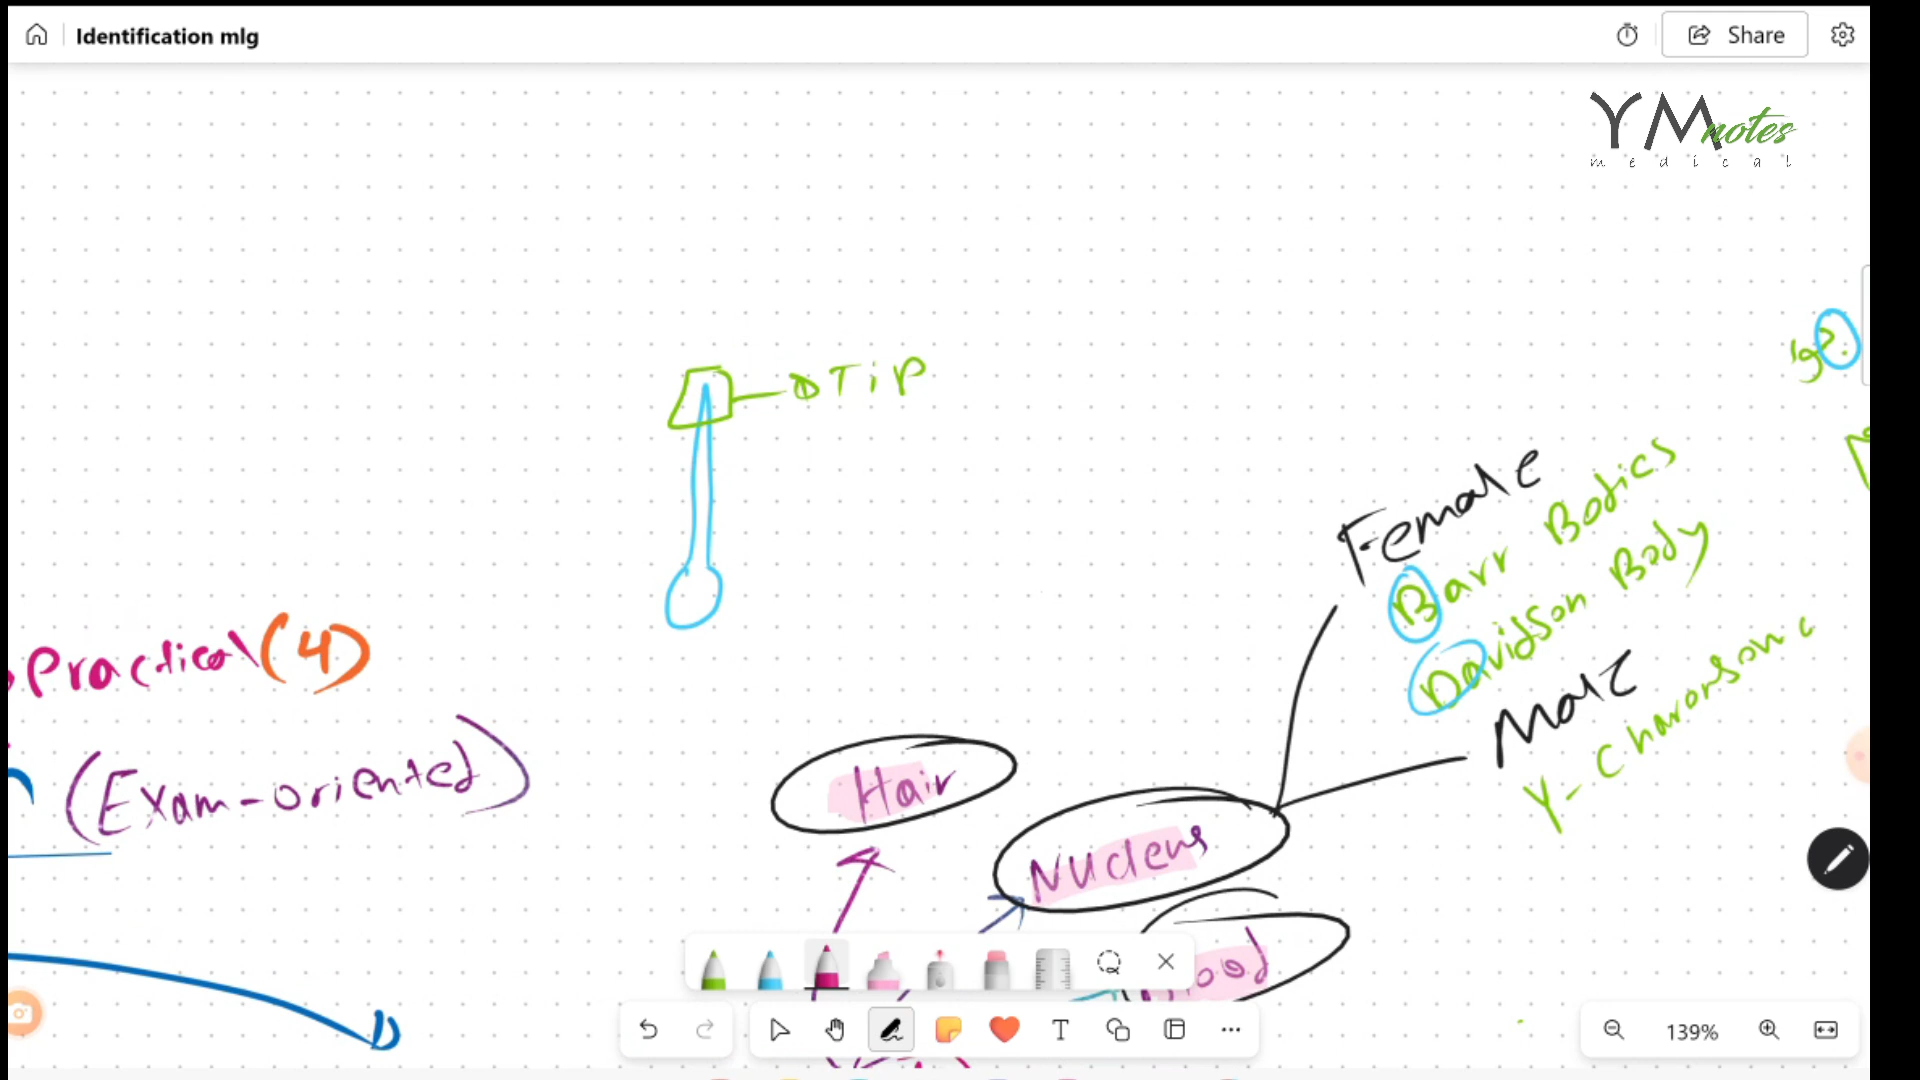 Identification mlg
Share
YM notes
medical
Tip
Female
Barr Bodies
Davidson Body
Male
Y-
Practical (4)
(Exam-oriented)
Hair
Nucleus
139%